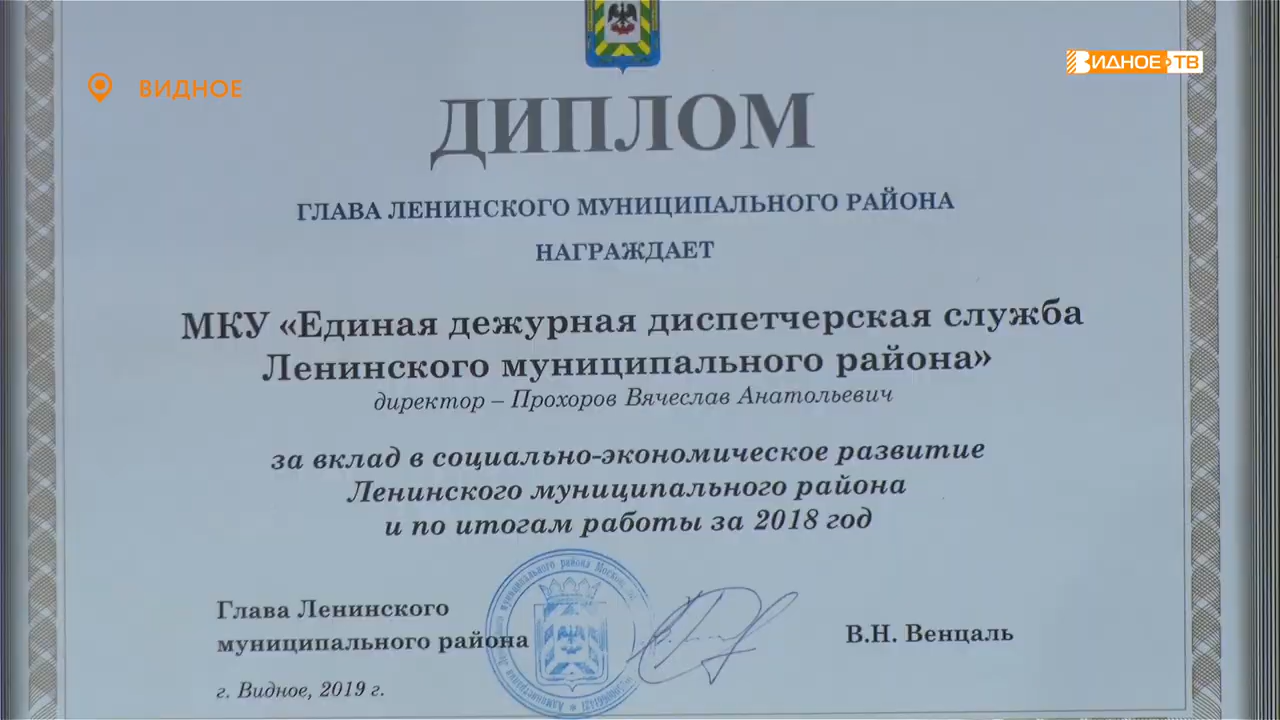 ВИДНОЕ
ВИДНОЕ ТВ
ДИПЛОМ
ГЛАВА ЛЕНИНСКОГО МУНИЦИПАЛЬНОГО РАЙОНА
НАГРАЖДАЕТ
МКУ «Единая дежурная диспетчерская служба
Ленинского муниципального района»
директор – Прохоров Вячеслав Анатольевич
за вклад в социально-экономическое развитие
Ленинского муниципального района
и по итогам работы за 2018 год
Глава Ленинского
муниципального района
В.Н. Венцаль
г. Видное, 2019 г.